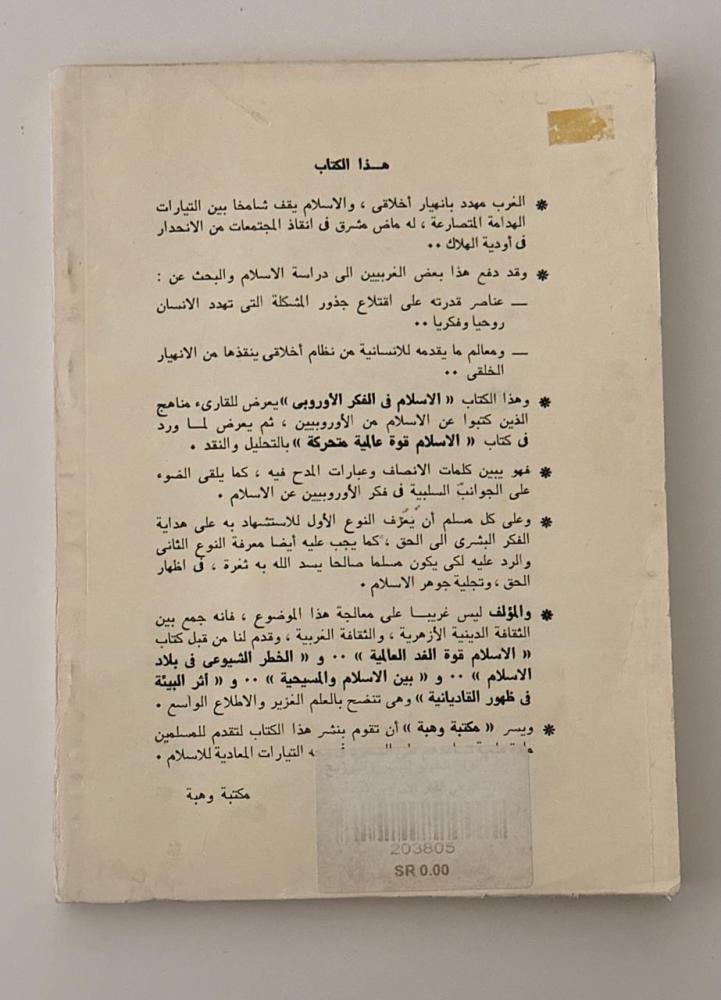 هـذا الكتاب
* الغرب مهدد بانهيار أخلاقى ، والاسلام يقف شامخا بين التيارات
الهدامة المتصارعة ، له ماض مشرق فى انقاذ المجتمعات من الانحدار
فى أودية الهلاك ..
* وقد دفع هذا بعض الغربيين الى دراسة الاسلام والبحث عن :
— عناصر قدرته على اقتلاع جذور المشكلة التى تهدد الانسان
روحيا وفكريا ..
— ومعالم ما يقدمه للانسانية من نظام أخلاقى ينقذها من الانهيار
الخلقى ..
* وهذا الكتاب « الاسلام فى الفكر الأوروبى » يعرض للقارىء مناهج
الذين كتبوا عن الاسلام من الأوروبيين ، ثم يعرض لمـا ورد
فى كتاب « الاسلام قوة عالمية متحركة » بالتحليل والنقد .
* فهو يبين كلمات الانصاف وعبارات المدح فيه ، كما يلقى الضوء
على الجوانب السلبية فى فكر الأوروبيين عن الاسلام .
* وعلى كل مسلم أن يَعرف النوع الأول للاستشهاد به على هداية
الفكر البشرى الى الحق ، كما يجب عليه أيضا معرفة النوع الثانى
والرد عليه لكى يكون مسلما صالحا يسد الله به ثغرة ، فى اظهار
الحق ، وتجلية جوهر الاسلام .
* والمؤلف ليس غريبـا على معالجة هذا الموضوع ، فانه جمع بين
الثقافة الدينية الأزهرية ، والثقافة الغربية ، وقدم لنا من قبل كتاب
« الاسلام قوة الغد العالمية » .. و « الخطر الشيوعى فى بلاد
الاسلام » .. و « بين الاسلام والمسيحية » .. و « أثر البيئة
فى ظهور القاديانية » وهى تنضح بالعلم الغزير والاطلاع الواسع .
* ويسر « مكتبة وهبة » أن تقوم بنشر هذا الكتاب لتقدم للمسلمين
التيارات المعادية للاسلام .
مكتبة وهبة
203805
SR 0.00